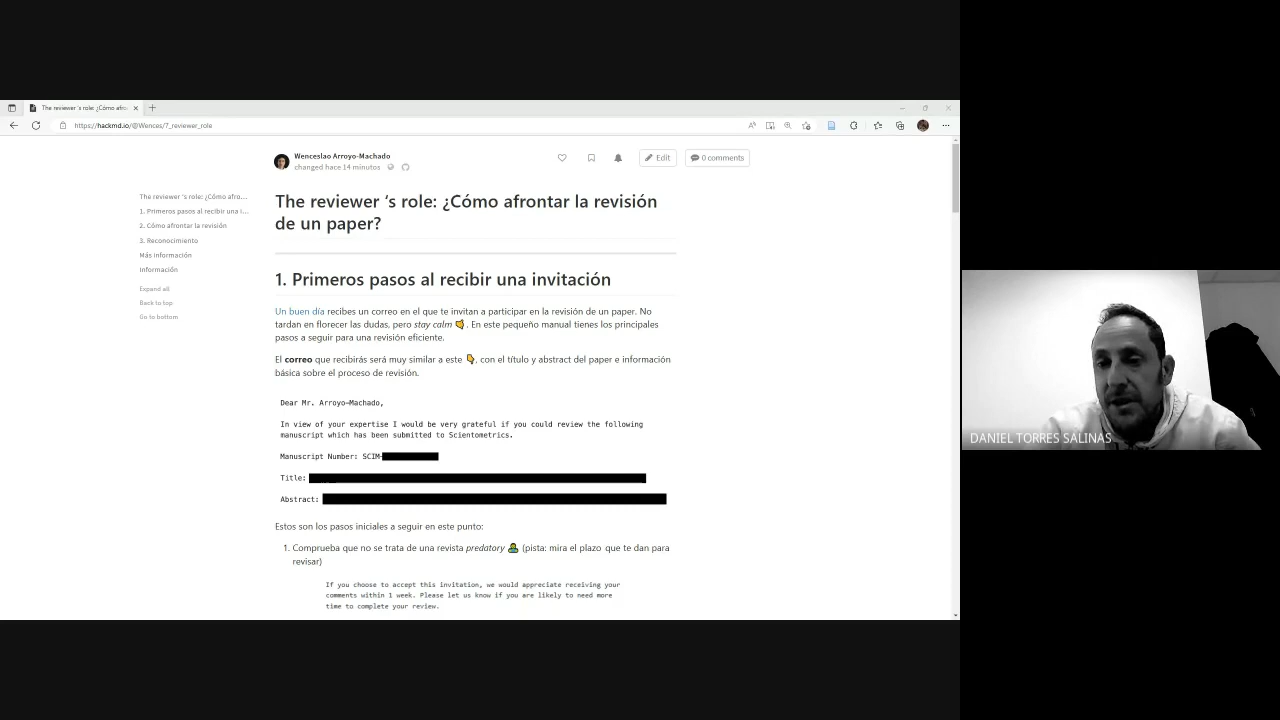 The reviewer 's role: ¿Cómo afro
https://hackmd.io/@Wences/7_reviewer_role
Wenceslao Arroyo-Machado
changed hace 14 minutos
Edit
0 comments
The reviewer 's role: ¿Cómo afro…
1. Primeros pasos al recibir una i…
2. Cómo afrontar la revisión
3. Reconocimiento
Más información
Información
Expand all
Back to top
Go to bottom
The reviewer 's role: ¿Cómo afrontar la revisión
de un paper?
1. Primeros pasos al recibir una invitación
Un buen día recibes un correo en el que te invitan a participar en la revisión de un paper. No
tardan en florecer las dudas, pero stay calm 🤙. En este pequeño manual tienes los principales
pasos a seguir para una revisión eficiente.
El correo que recibirás será muy similar a este 👇, con el título y abstract del paper e información
básica sobre el proceso de revisión.
Dear Mr. Arroyo-Machado,
In view of your expertise I would be very grateful if you could review the following
manuscript which has been submitted to Scientometrics.
Manuscript Number: SCIM-
Title:
Abstract:
Estos son los pasos iniciales a seguir en este punto:
1. Comprueba que no se trata de una revista predatory 🧟‍♂️ (pista: mira el plazo que te dan para
revisar)
If you choose to accept this invitation, we would appreciate receiving your
comments within 1 week. Please let us know if you are likely to need more
time to complete your review.
DANIEL TORRES SALINAS